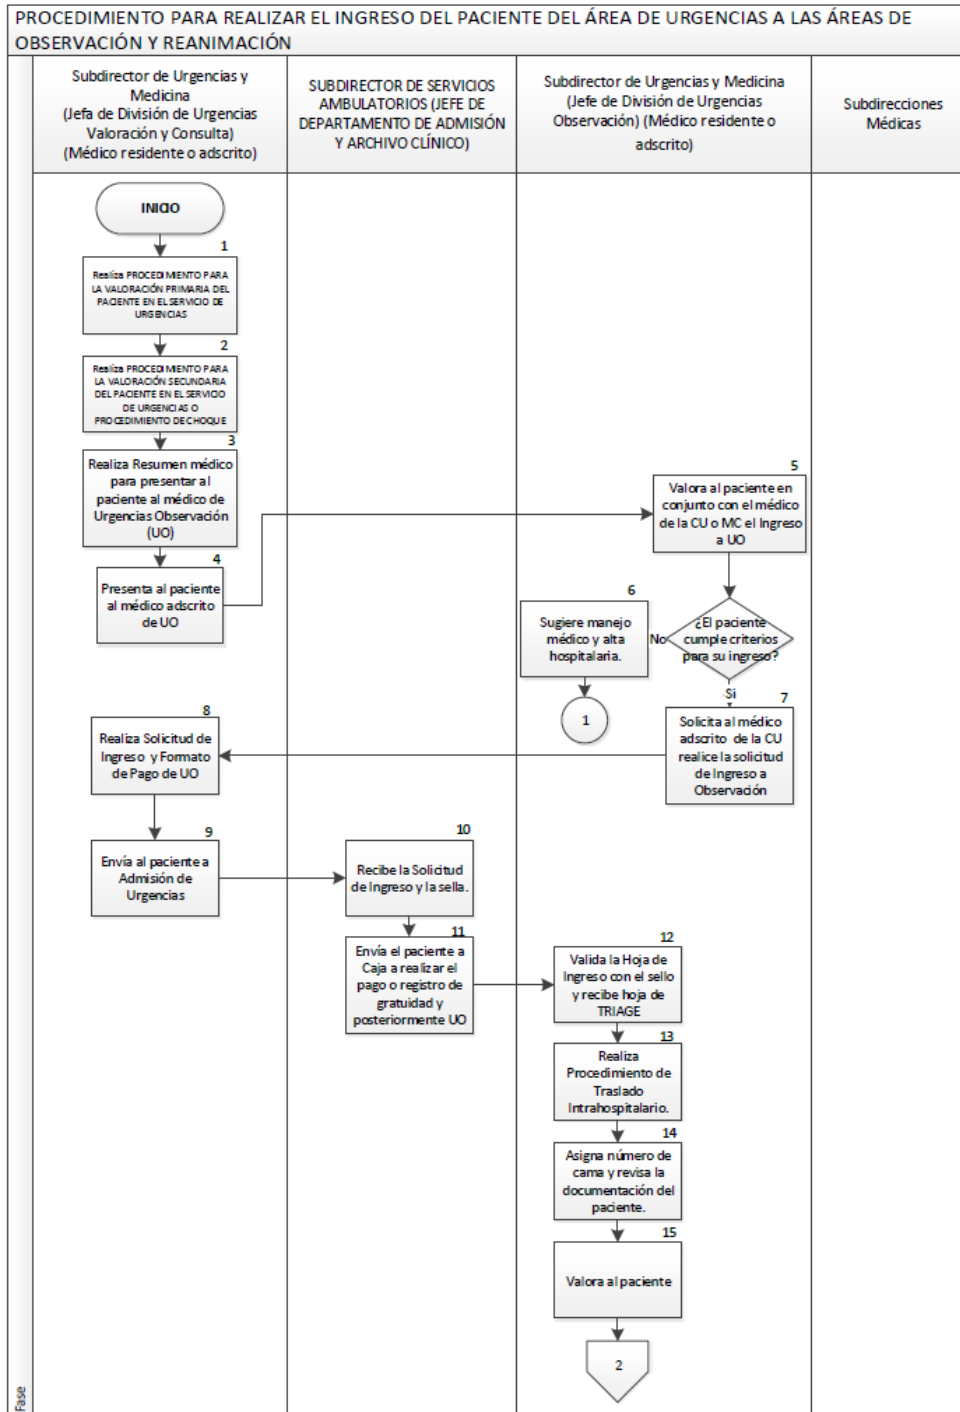 PROCEDIMIENTO PARA REALIZAR EL INGRESO DEL PACIENTE DEL ÁREA DE URGENCIAS A LAS ÁREAS DE
OBSERVACIÓN Y REANIMACIÓN
Subdirector de Urgencias y
Medicina
(Jefa de División de Urgencias
Valoración y Consulta)
(Médico residente o adscrito)
SUBDIRECTOR DE SERVICIOS
AMBULATORIOS (JEFE DE
DEPARTAMENTO DE ADMISIÓN
Y ARCHIVO CLÍNICO)
Subdirector de Urgencias y Medicina
(Jefe de División de Urgencias
Observación) (Médico residente o
adscrito)
Subdirecciones
Médicas
INICIO
1
Realiza PROCEDIMIENTO PARA
LA VALORACIÓN PRIMARIA DEL
PACIENTE EN EL SERVICIO DE
URGENCIAS
2
Realiza PROCEDIMIENTO PARA
LA VALORACIÓN SECUNDARIA
DEL PACIENTE EN EL SERVICIO
DE URGENCIAS O
PROCEDIMIENTO DE CHOQUE
3
Realiza Resumen médico
para presentar al
paciente al médico de
Urgencias Observación
(UO)
4
Presenta al paciente
al médico adscrito
de UO
5
Valora al paciente en
conjunto con el médico
de la CU o MC el Ingreso
a UO
¿El paciente
cumple criterios
para su ingreso?
No
6
Sugiere manejo
médico y alta
hospitalaria.
1
Si
7
Solicita al médico
adscrito de la CU
realice la solicitud
de Ingreso a
Observación
8
Realiza Solicitud de
Ingreso y Formato
de Pago de UO
9
Envía al paciente a
Admisión de
Urgencias
10
Recibe la Solicitud
de Ingreso y la sella.
11
Envía el paciente a
Caja a realizar el
pago o registro de
gratuidad y
posteriormente UO
12
Valida la Hoja de
Ingreso con el sello
y recibe hoja de
TRIAGE
13
Realiza
Procedimiento de
Traslado
Intrahospitalario.
14
Asigna número de
cama y revisa la
documentación del
paciente.
15
Valora al paciente
2
Fase